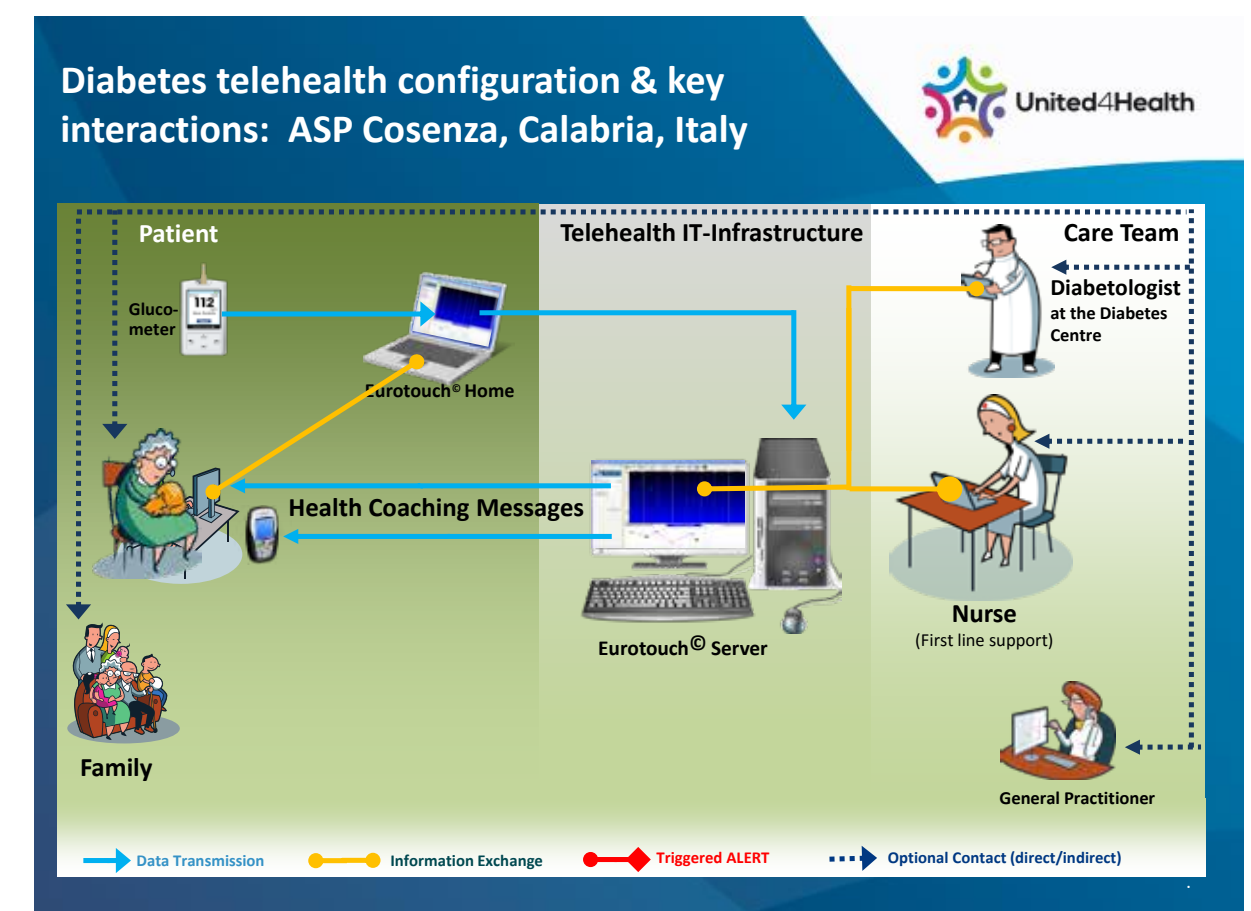 Diabetes telehealth configuration & key
interactions: ASP Cosenza, Calabria, Italy
United4Health
Patient
Telehealth IT-Infrastructure
Care Team
Gluco-
meter
112
Eurotouch© Home
Diabetologist
at the Diabetes
Centre
Health Coaching Messages
Eurotouch© Server
Nurse
(First line support)
Family
General Practitioner
Data Transmission
Information Exchange
Triggered ALERT
Optional Contact (direct/indirect)